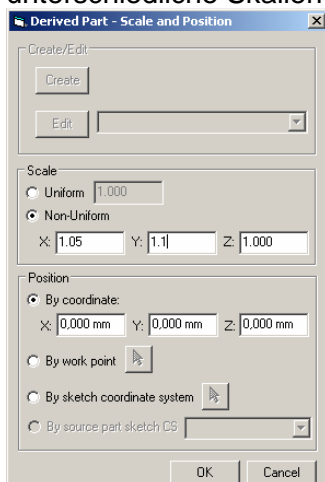 Derived Part - Scale and Position
Create/Edit
Create
Edit
Scale
Uniform 1.000
Non-Uniform
X: 1.05 Y: 1.1 Z: 1.000
Position
By coordinate:
X: 0,000 mm Y: 0,000 mm Z: 0,000 mm
By work point
By sketch coordinate system
By source part sketch CS
OK Cancel